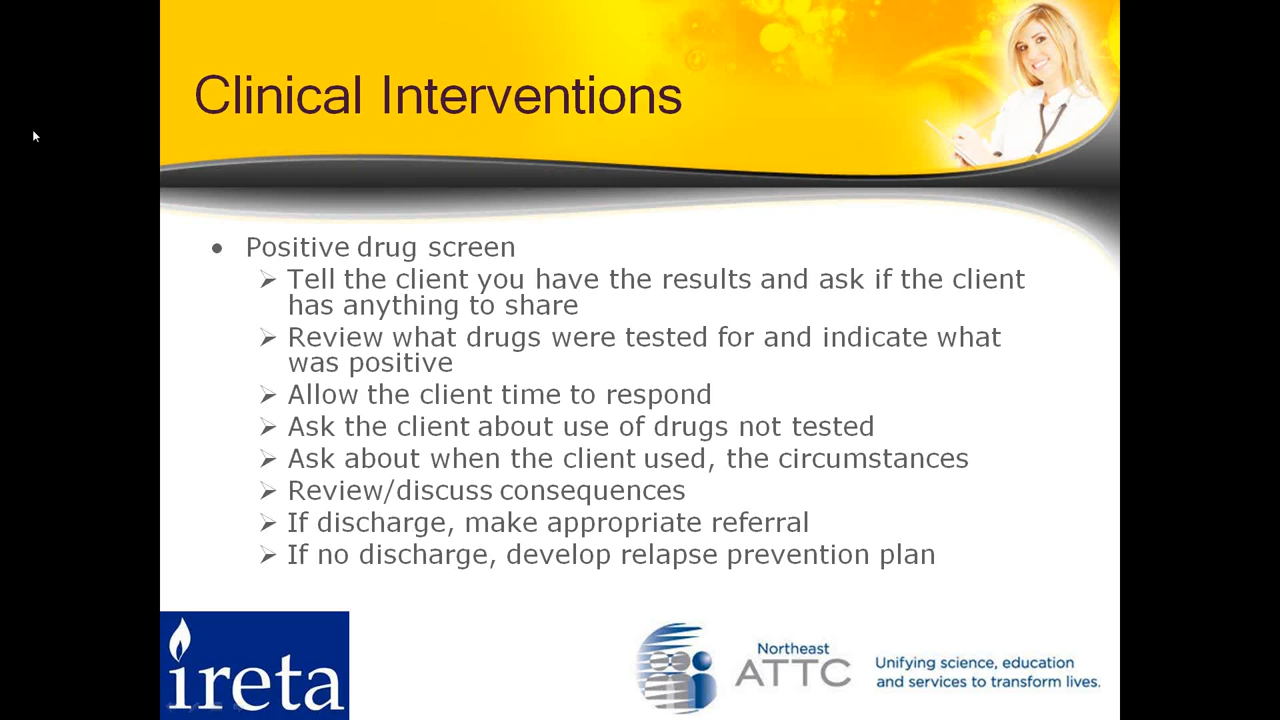 Clinical Interventions
• Positive drug screen
➢ Tell the client you have the results and ask if the client
has anything to share
➢ Review what drugs were tested for and indicate what
was positive
➢ Allow the client time to respond
➢ Ask the client about use of drugs not tested
➢ Ask about when the client used, the circumstances
➢ Review/discuss consequences
➢ If discharge, make appropriate referral
➢ If no discharge, develop relapse prevention plan
ireta
Northeast
ATTC
Unifying science, education
and services to transform lives.